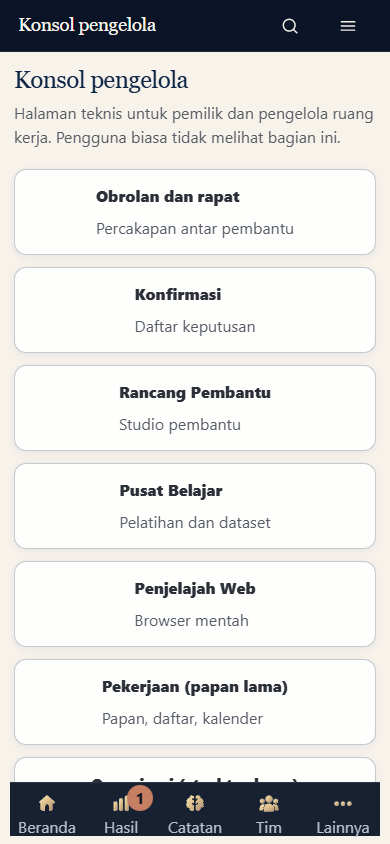 Konsol pengelola
Konsol pengelola
Halaman teknis untuk pemilik dan pengelola ruang
kerja. Pengguna biasa tidak melihat bagian ini.
Obrolan dan rapat
Percakapan antar pembantu
Konfirmasi
Daftar keputusan
Rancang Pembantu
Studio pembantu
Pusat Belajar
Pelatihan dan dataset
Penjelajah Web
Browser mentah
Pekerjaan (papan lama)
Papan, daftar, kalender
1
Beranda Hasil Catatan Tim Lainnya